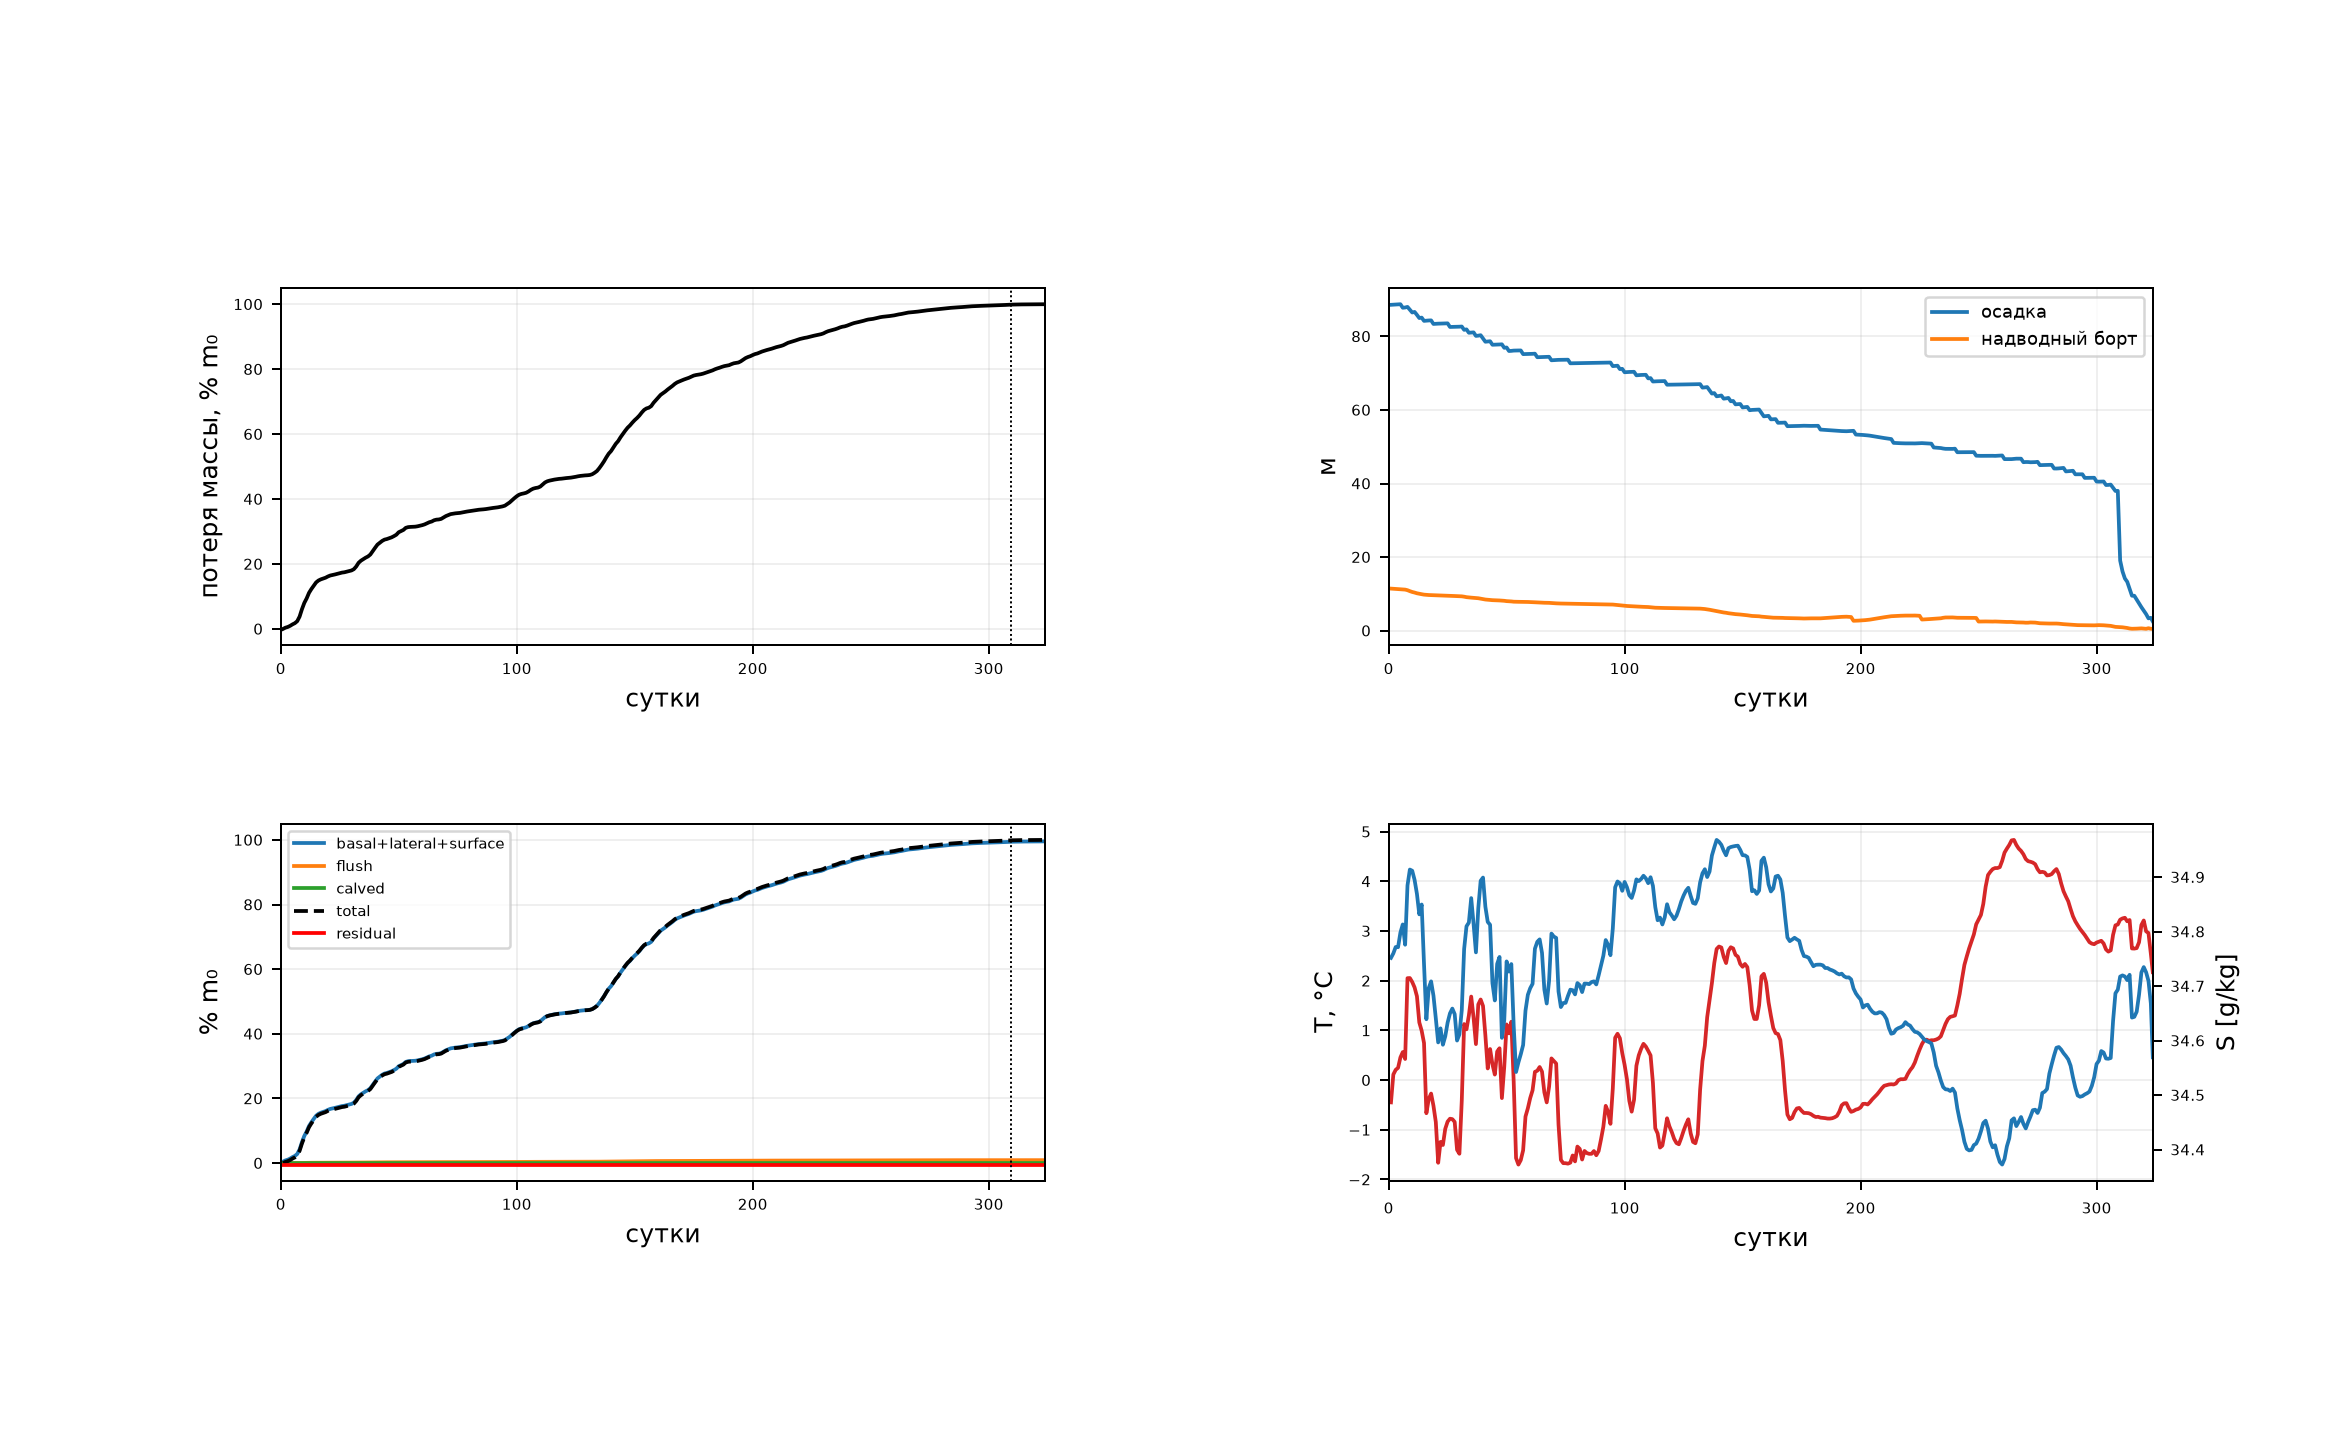 100
80
60
40
20
0
потеря массы, % m₀
0 100 200 300
сутки
осадка
надводный борт
80
60
40
20
0
м
0 100 200 300
сутки
basal+lateral+surface
flush
calved
total
residual
100
80
60
40
20
0
% m₀
0 100 200 300
сутки
5
4
3
2
1
0
−1
−2
T, °C
34.9
34.8
34.7
34.6
34.5
34.4
S [g/kg]
0 100 200 300
сутки